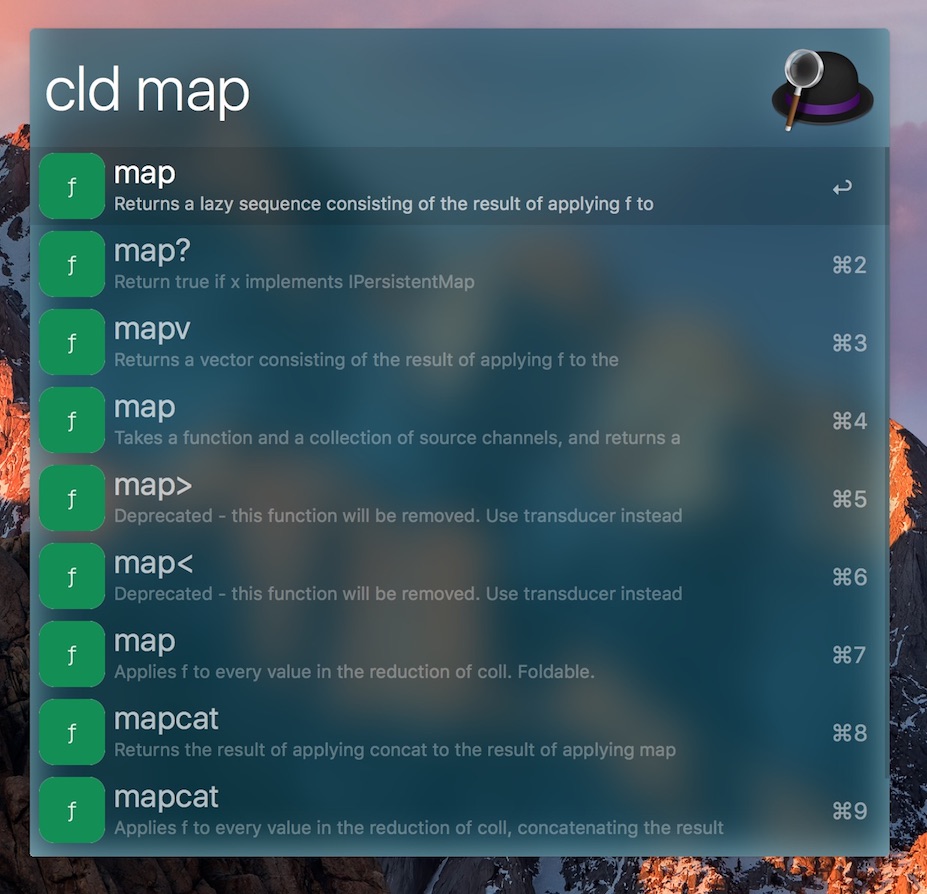 cld map
ƒ map ↩
Returns a lazy sequence consisting of the result of applying f to
ƒ map? ⌘2
Return true if x implements IPersistentMap
ƒ mapv ⌘3
Returns a vector consisting of the result of applying f to the
ƒ map ⌘4
Takes a function and a collection of source channels, and returns a
ƒ map> ⌘5
Deprecated - this function will be removed. Use transducer instead
ƒ map< ⌘6
Deprecated - this function will be removed. Use transducer instead
ƒ map ⌘7
Applies f to every value in the reduction of coll. Foldable.
ƒ mapcat ⌘8
Returns the result of applying concat to the result of applying map
ƒ mapcat ⌘9
Applies f to every value in the reduction of coll, concatenating the result